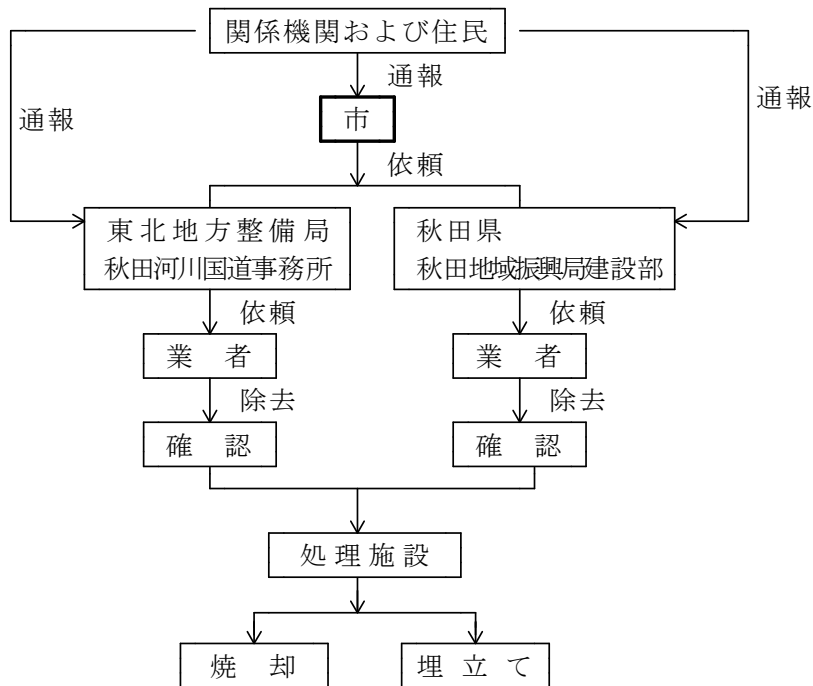 関係機関および住民
通報
通報
通報
市
依頼
東北地方整備局
秋田河川国道事務所
秋田県
秋田地域振興局建設部
依頼
依頼
業者
業者
除去
除去
確認
確認
処理施設
焼却
埋立て